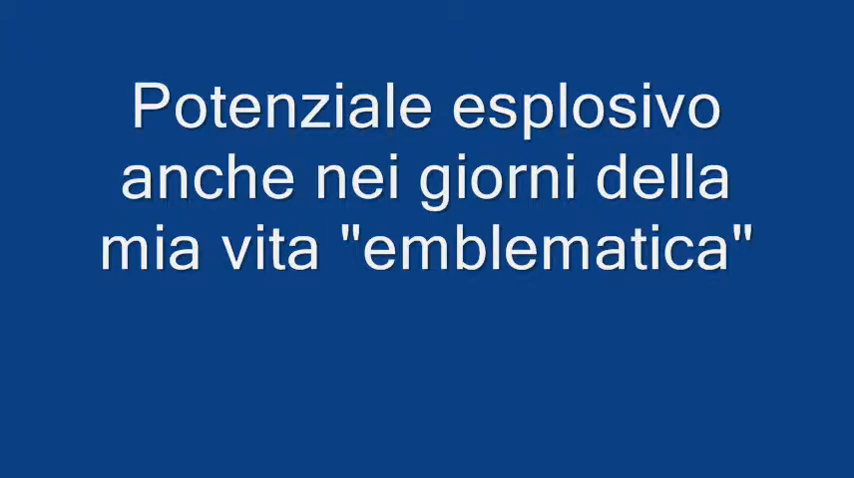 Potenziale esplosivo
anche nei giorni della
mia vita "emblematica"